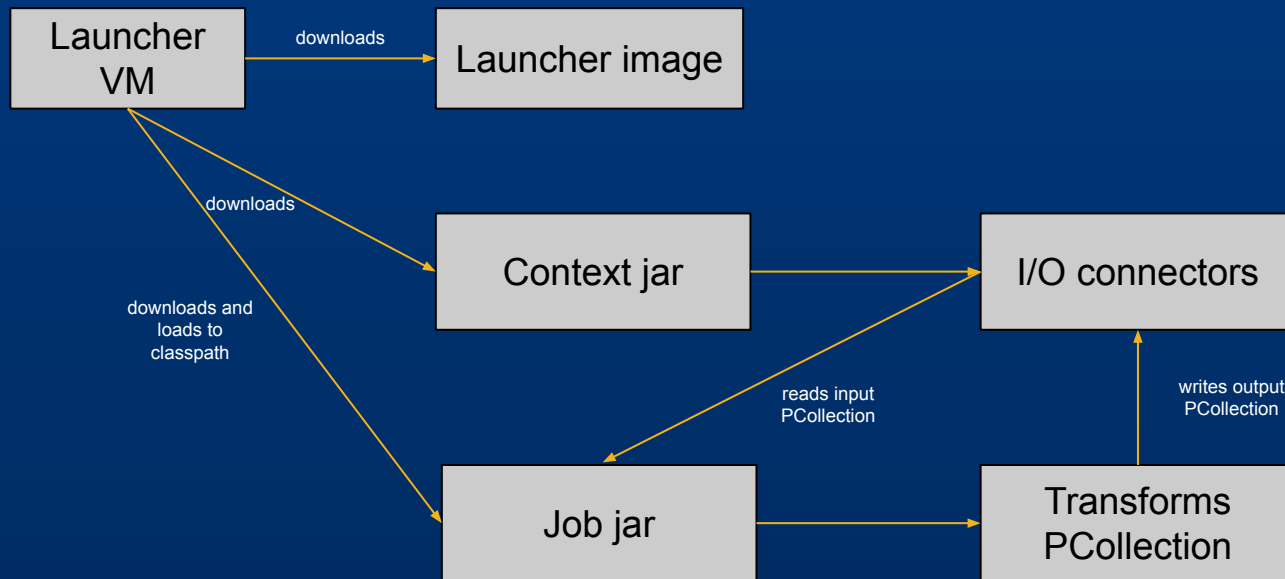 Launcher
VM
downloads
Launcher image
downloads
Context jar
I/O connectors
downloads and
loads to
classpath
reads input
PCollection
writes output
PCollection
Job jar
Transforms
PCollection